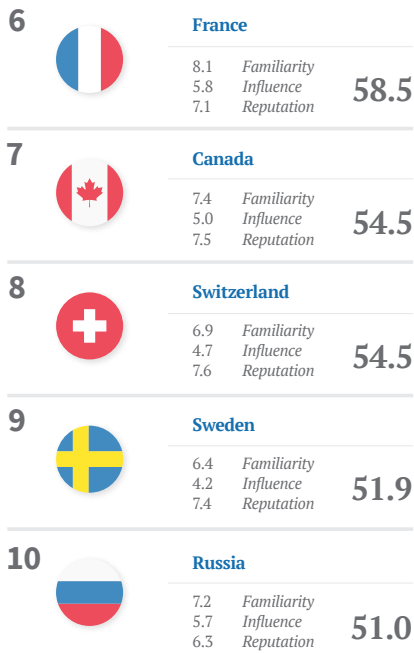 6
France
8.1 Familiarity
5.8 Influence
7.1 Reputation
58.5
7
Canada
7.4 Familiarity
5.0 Influence
7.5 Reputation
54.5
8
Switzerland
6.9 Familiarity
4.7 Influence
7.6 Reputation
54.5
9
Sweden
6.4 Familiarity
4.2 Influence
7.4 Reputation
51.9
10
Russia
7.2 Familiarity
5.7 Influence
6.3 Reputation
51.0